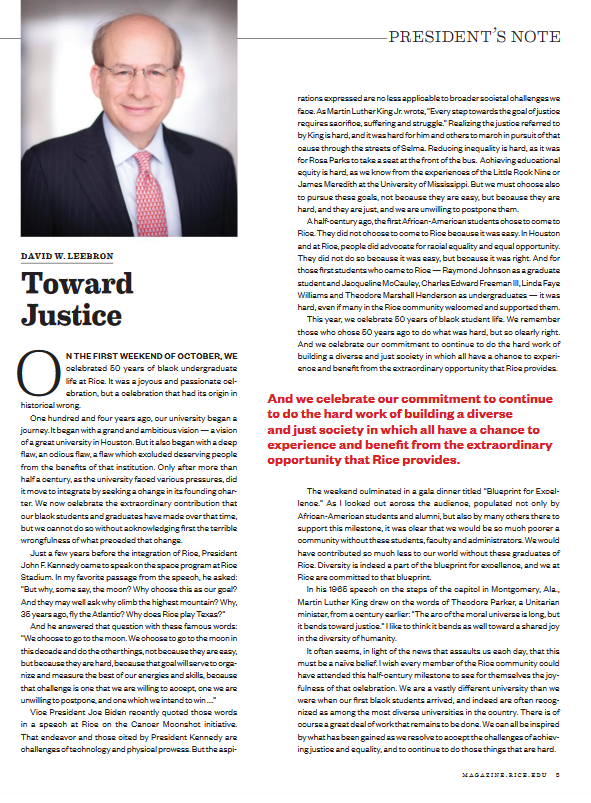 PRESIDENT'S NOTE
DAVID W. LEEBRON
Toward
Justice
ON THE FIRST WEEKEND OF OCTOBER, WE
celebrated 50 years of black undergraduate
life at Rice. It was a joyous and passionate cel-
ebration, but a celebration that had its origin in
historical wrong.
One hundred and four years ago, our university began a
journey. It began with a grand and ambitious vision — a vision
of a great university in Houston. But it also began with a deep
flaw, an odious flaw, a flaw which excluded deserving people
from the benefits of that institution. Only after more than
half a century, as the university faced various pressures, did
it move to integrate by seeking a change in its founding char-
ter. We now celebrate the extraordinary contribution that
our black students and graduates have made over that time,
but we cannot do so without acknowledging first the terrible
wrongfulness of what preceded that change.
Just a few years before the integration of Rice, President
John F. Kennedy came to speak on the space program at Rice
Stadium. In my favorite passage from the speech, he asked:
"But why, some say, the moon? Why choose this as our goal?
And they may well ask why climb the highest mountain? Why,
35 years ago, fly the Atlantic? Why does Rice play Texas?"
And he answered that question with these famous words:
"We choose to go to the moon. We choose to go to the moon in
this decade and do the other things, not because they are easy,
but because they are hard, because that goal will serve to orga-
nize and measure the best of our energies and skills, because
that challenge is one that we are willing to accept, one we are
unwilling to postpone, and one which we intend to win ..."
Vice President Joe Biden recently quoted those words
in a speech at Rice on the Cancer Moonshot initiative.
That endeavor and those cited by President Kennedy are
challenges of technology and physical prowess. But the aspi-
rations expressed are no less applicable to broader societal challenges we
face. As Martin Luther King Jr. wrote, "Every step towards the goal of justice
requires sacrifice, suffering and struggle." Realizing the justice referred to
by King is hard, and it was hard for him and others to march in pursuit of that
cause through the streets of Selma. Reducing inequality is hard, as it was
for Rosa Parks to take a seat at the front of the bus. Achieving educational
equity is hard, as we know from the experiences of the Little Rock Nine or
James Meredith at the University of Mississippi. But we must choose also
to pursue these goals, not because they are easy, but because they are
hard, and they are just, and we are unwilling to postpone them.
A half-century ago, the first African-American students chose to come to
Rice. They did not choose to come to Rice because it was easy. In Houston
and at Rice, people did advocate for racial equality and equal opportunity.
They did not do so because it was easy, but because it was right. And for
those first students who came to Rice — Raymond Johnson as a graduate
student and Jacqueline McCauley, Charles Edward Freeman III, Linda Faye
Williams and Theodore Marshall Henderson as undergraduates — it was
hard, even if many in the Rice community welcomed and supported them.
This year, we celebrate 50 years of black student life. We remember
those who chose 50 years ago to do what was hard, but so clearly right.
And we celebrate our commitment to continue to do the hard work of
building a diverse and just society in which all have a chance to experi-
ence and benefit from the extraordinary opportunity that Rice provides.
And we celebrate our commitment to continue
to do the hard work of building a diverse
and just society in which all have a chance to
experience and benefit from the extraordinary
opportunity that Rice provides.
The weekend culminated in a gala dinner titled "Blueprint for Excel-
lence." As I looked out across the audience, populated not only by
African-American students and alumni, but also by many others there to
support this milestone, it was clear that we would be so much poorer a
community without these students, faculty and administrators. We would
have contributed so much less to our world without these graduates of
Rice. Diversity is indeed a part of the blueprint for excellence, and we at
Rice are committed to that blueprint.
In his 1965 speech on the steps of the capitol in Montgomery, Ala.,
Martin Luther King drew on the words of Theodore Parker, a Unitarian
minister, from a century earlier: "The arc of the moral universe is long, but
it bends toward justice." I like to think it bends as well toward a shared joy
in the diversity of humanity.
It often seems, in light of the news that assaults us each day, that this
must be a naïve belief. I wish every member of the Rice community could
have attended this half-century milestone to see for themselves the joy-
fulness of that celebration. We are a vastly different university than we
were when our first black students arrived, and indeed are often recog-
nized as among the most diverse universities in the country. There is of
course a great deal of work that remains to be done. We can all be inspired
by what has been gained as we resolve to accept the challenges of achiev-
ing justice and equality, and to continue to do those things that are hard.
MAGAZINE.RICE.EDU 5